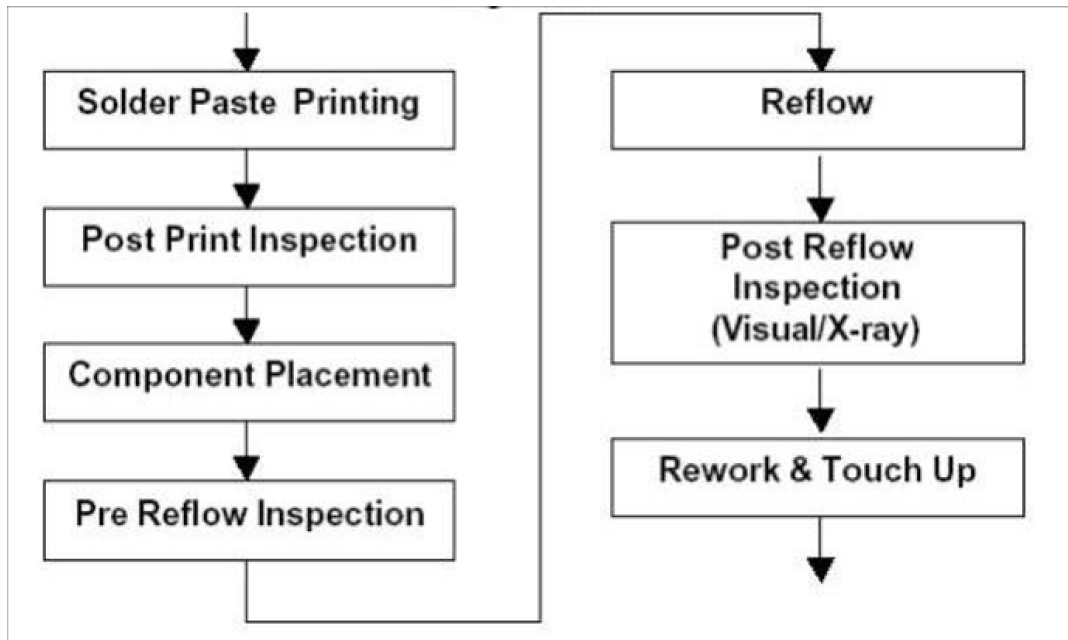 Solder Paste Printing
Post Print Inspection
Component Placement
Pre Reflow Inspection
Reflow
Post Reflow
Inspection
(Visual/X-ray)
Rework & Touch Up